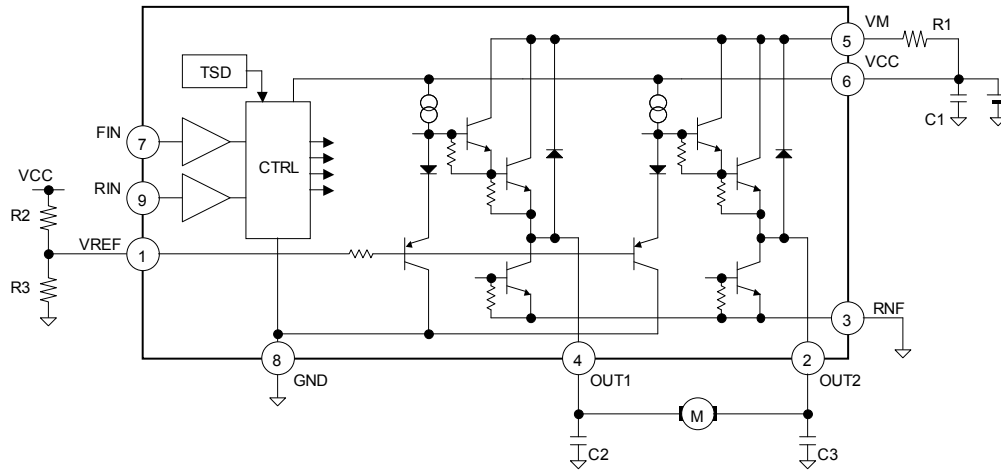 VM
R1
5
TSD
VCC
6
C1
FIN
7
CTRL
RIN
9
VCC
R2
VREF
1
R3
3
RNF
8
GND
4
OUT1
2
OUT2
M
C2
C3